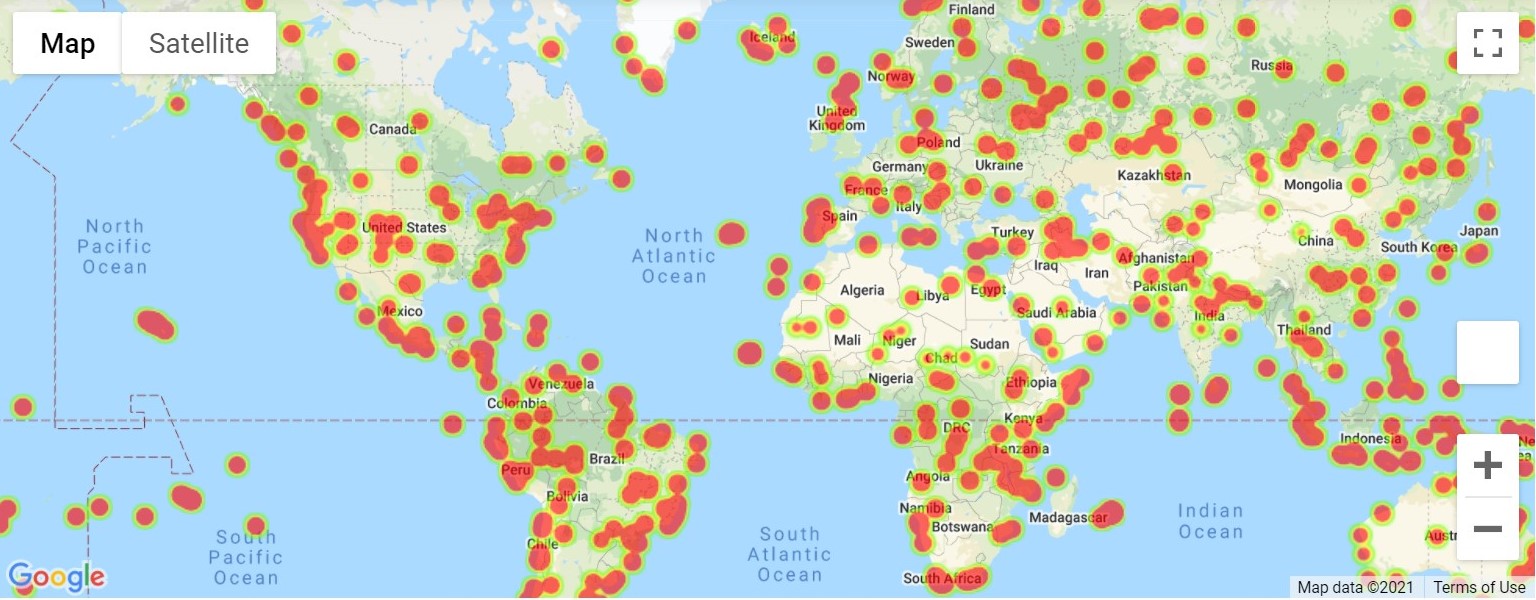 Map
Satellite
Finland
Iceland
Sweden
Norway
Russia
United
Kingdom
Canada
Poland
Germany
Ukraine
Kazakhstan
France
Mongolia
Italy
Spain
United States
North
Pacific
Ocean
North
Atlantic
Ocean
Turkey
China
Japan
South Korea
Iraq
Iran
Afghanistan
Algeria
Libya
Egypt
Pakistan
Mexico
Saudi Arabia
India
Mali
Niger
Chad
Sudan
Thailand
Nigeria
Ethiopia
Venezuela
Colombia
Kenya
DRC
Indonesia
Tanzania
Brazil
Peru
Angola
Bolivia
Namibia
Botswana
Madagascar
Indian
Ocean
South
Pacific
Ocean
Chile
South
Atlantic
Ocean
South Africa
Google
Map data ©2021
Terms of Use